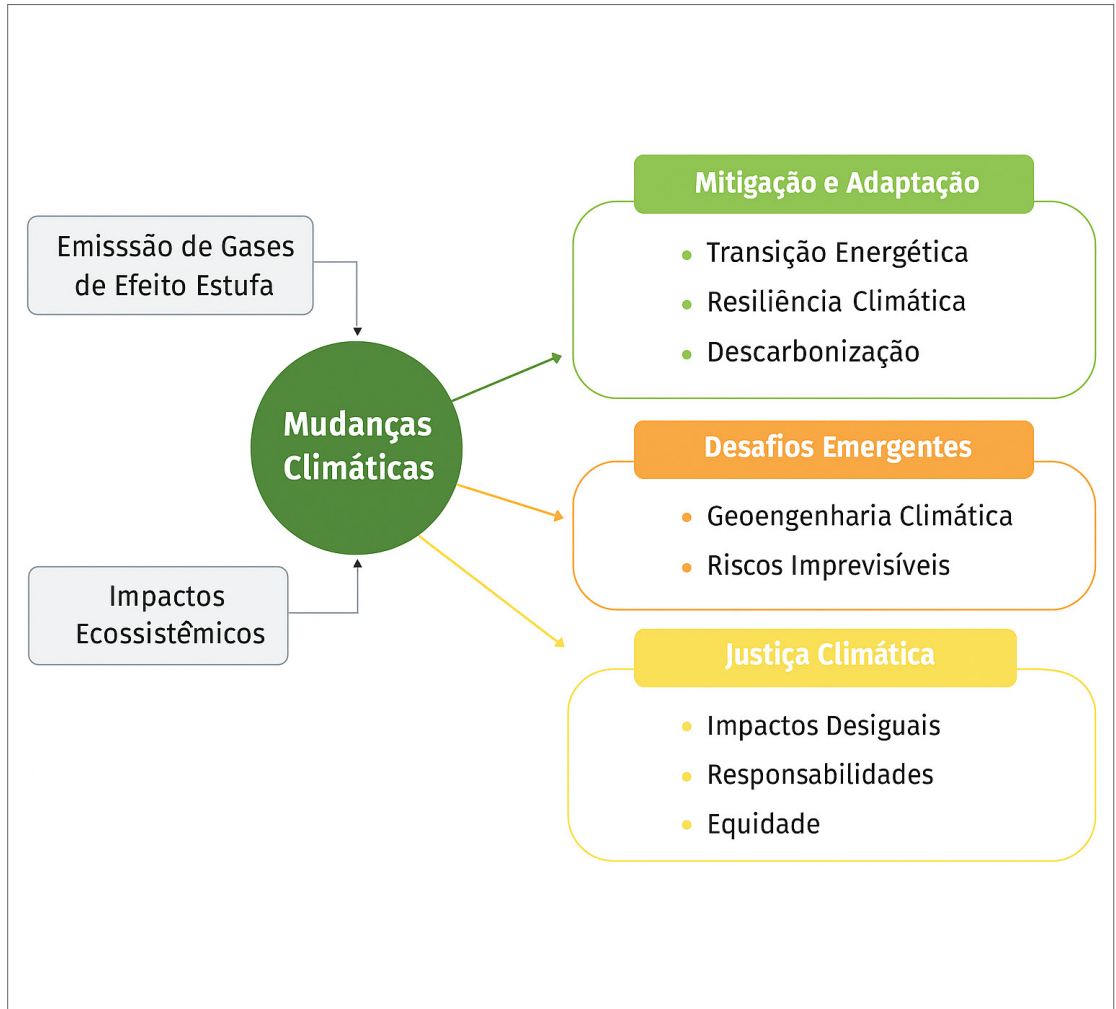 Emisssão de Gases
de Efeito Estufa
Mudanças
Climáticas
Impactos
Ecossistêmicos
Mitigação e Adaptação
• Transição Energética
• Resiliência Climática
• Descarbonização
Desafios Emergentes
• Geoengenharia Climática
• Riscos Imprevisíveis
Justiça Climática
• Impactos Desiguais
• Responsabilidades
• Equidade